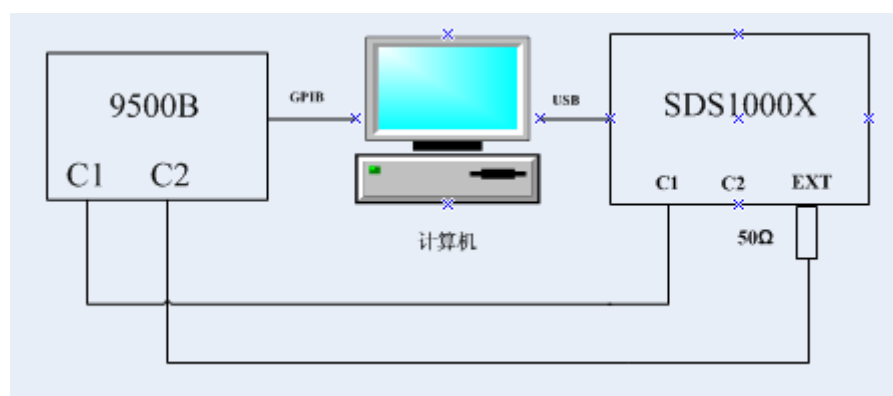 9500B
C1 C2
GPIB
计算机
USB
SDS1000X
C1 C2 EXT
50Ω